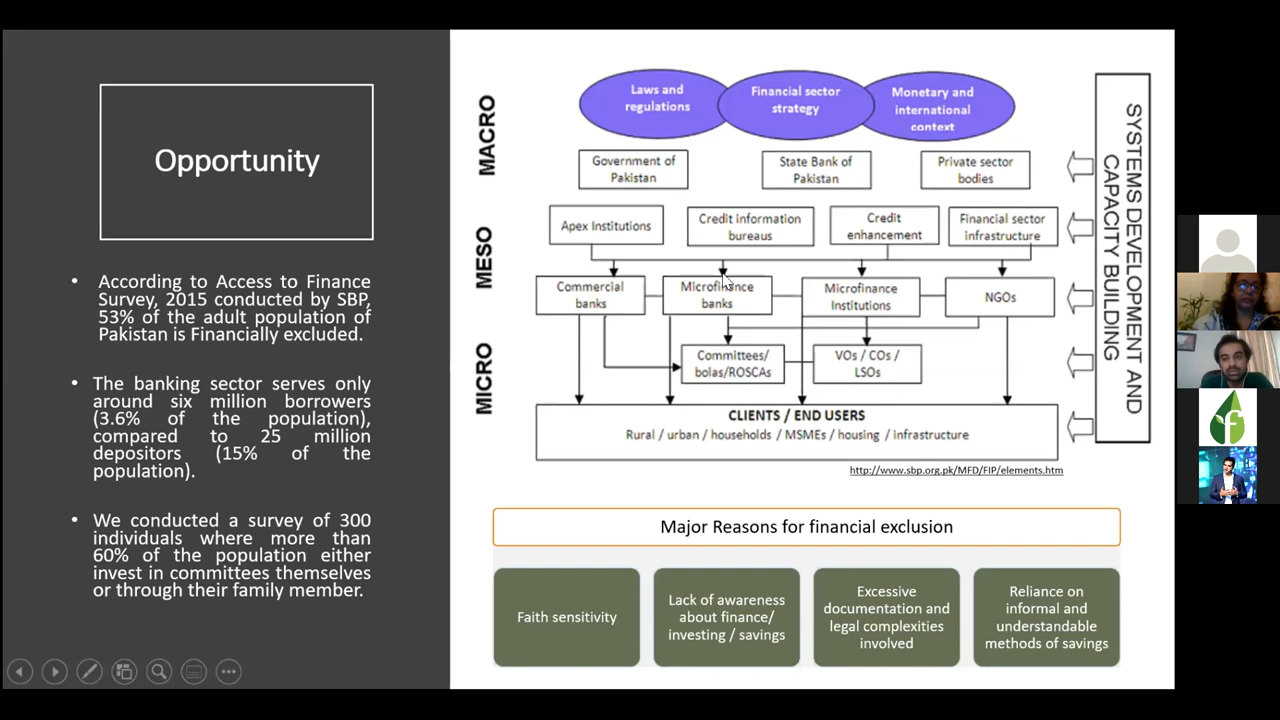 Opportunity
• According to Access to Finance
Survey, 2015 conducted by SBP,
53% of the adult population of
Pakistan is Financially excluded.
• The banking sector serves only
around six million borrowers
(3.6% of the population),
compared to 25 million
depositors (15% of the
population).
• We conducted a survey of 300
individuals where more than
60% of the population either
invest in committees themselves
or through their family member.
MACRO
Laws and
regulations
Financial sector
strategy
Monetary and
international
context
Government of
Pakistan
State Bank of
Pakistan
Private sector
bodies
MESO
Apex Institutions
Credit information
bureaus
Credit
enhancement
Financial sector
infrastructure
Commercial
banks
Microfinance
banks
Microfinance
Institutions
NGOs
MICRO
Committees/
bolas/ROSCAs
VOs / COs /
LSOs
CLIENTS / END USERS
Rural / urban / households / MSMEs / housing / infrastructure
SYSTEMS DEVELOPMENT AND
CAPACITY BUILDING
http://www.sbp.org.pk/MFD/FIP/elements.htm
Major Reasons for financial exclusion
Faith sensitivity
Lack of awareness
about finance/
investing / savings
Excessive
documentation and
legal complexities
involved
Reliance on
informal and
understandable
methods of savings